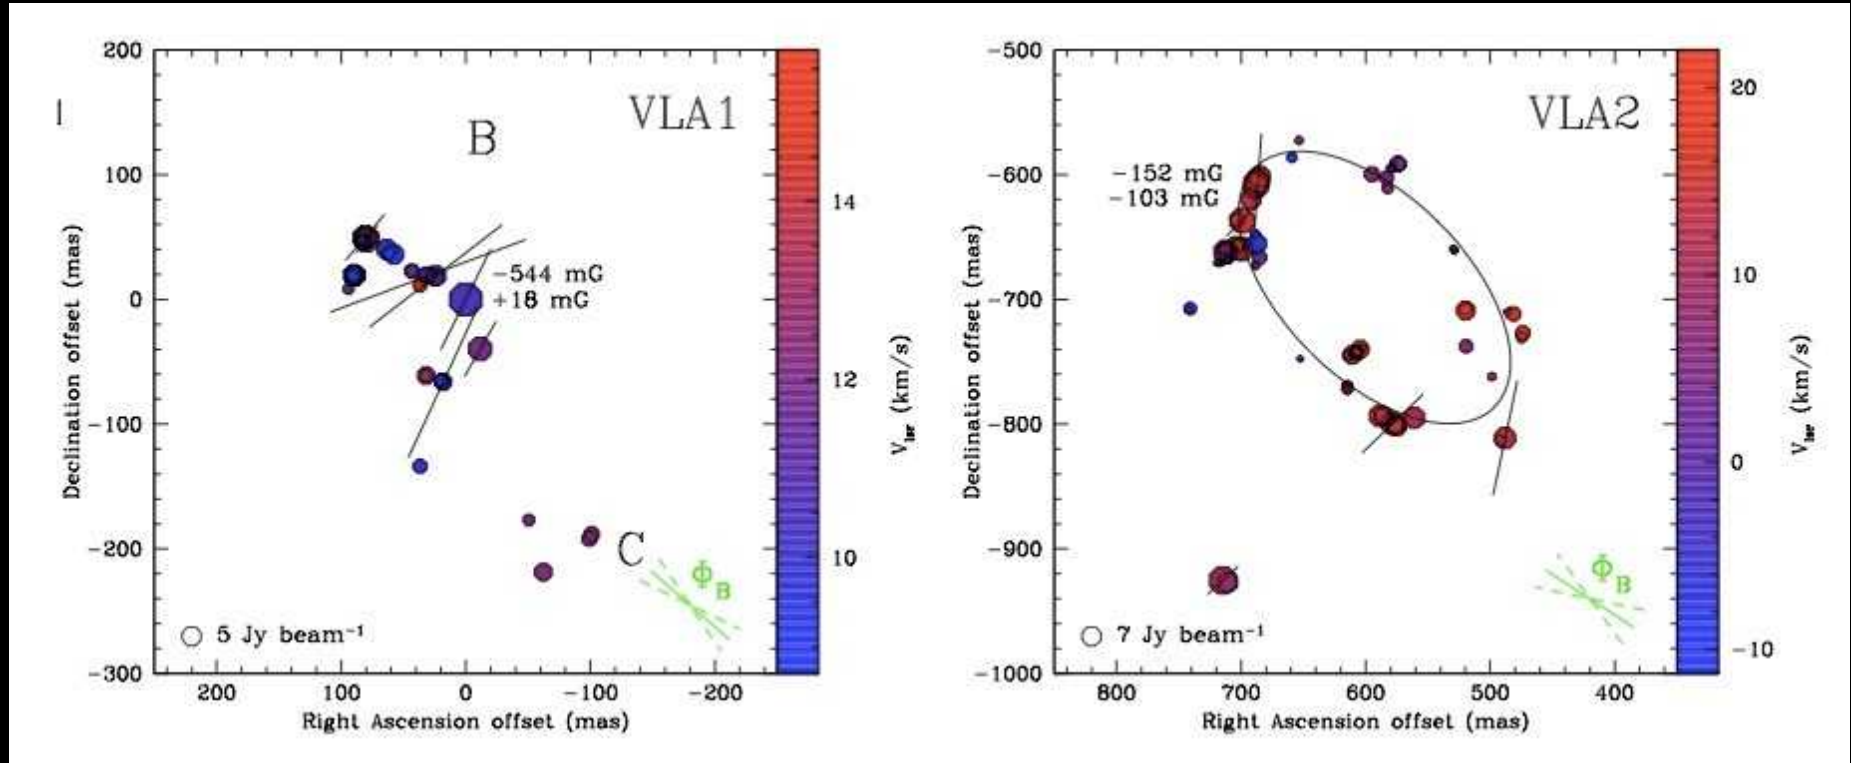 I
200
100
0
−100
−200
−300
200
100
0
−100
−200
Right Ascension offset (mas)
Declination offset (mas)
B
VLA1
−544 mG
+18 mG
C
Φ B
5 Jy beam⁻¹
14
12
10
V lsr (km/s)
−500
−600
−700
−800
−900
−1000
800
700
600
500
400
Right Ascension offset (mas)
Declination offset (mas)
VLA2
−152 mG
−103 mG
Φ B
7 Jy beam⁻¹
20
10
0
−10
V lsr (km/s)